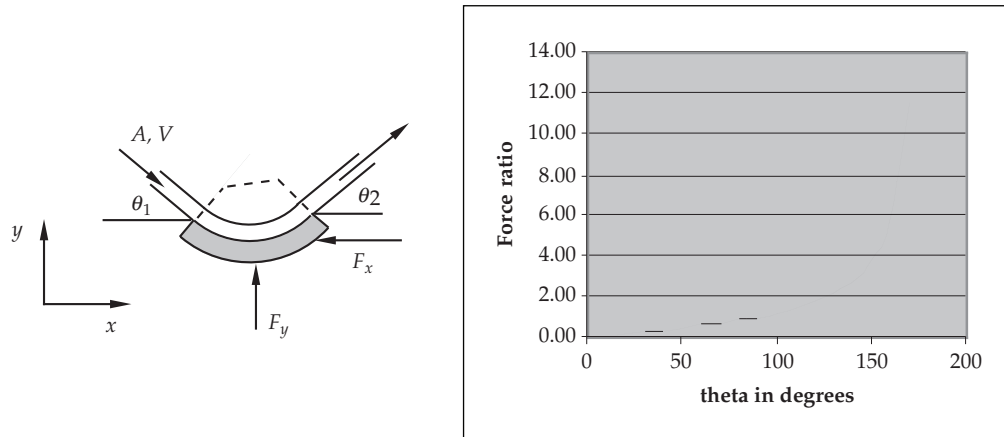 A, V
θ1
θ2
y
x
Fx
Fy
Force ratio
14.00
12.00
10.00
8.00
6.00
4.00
2.00
0.00
0 50 100 150 200
theta in degrees